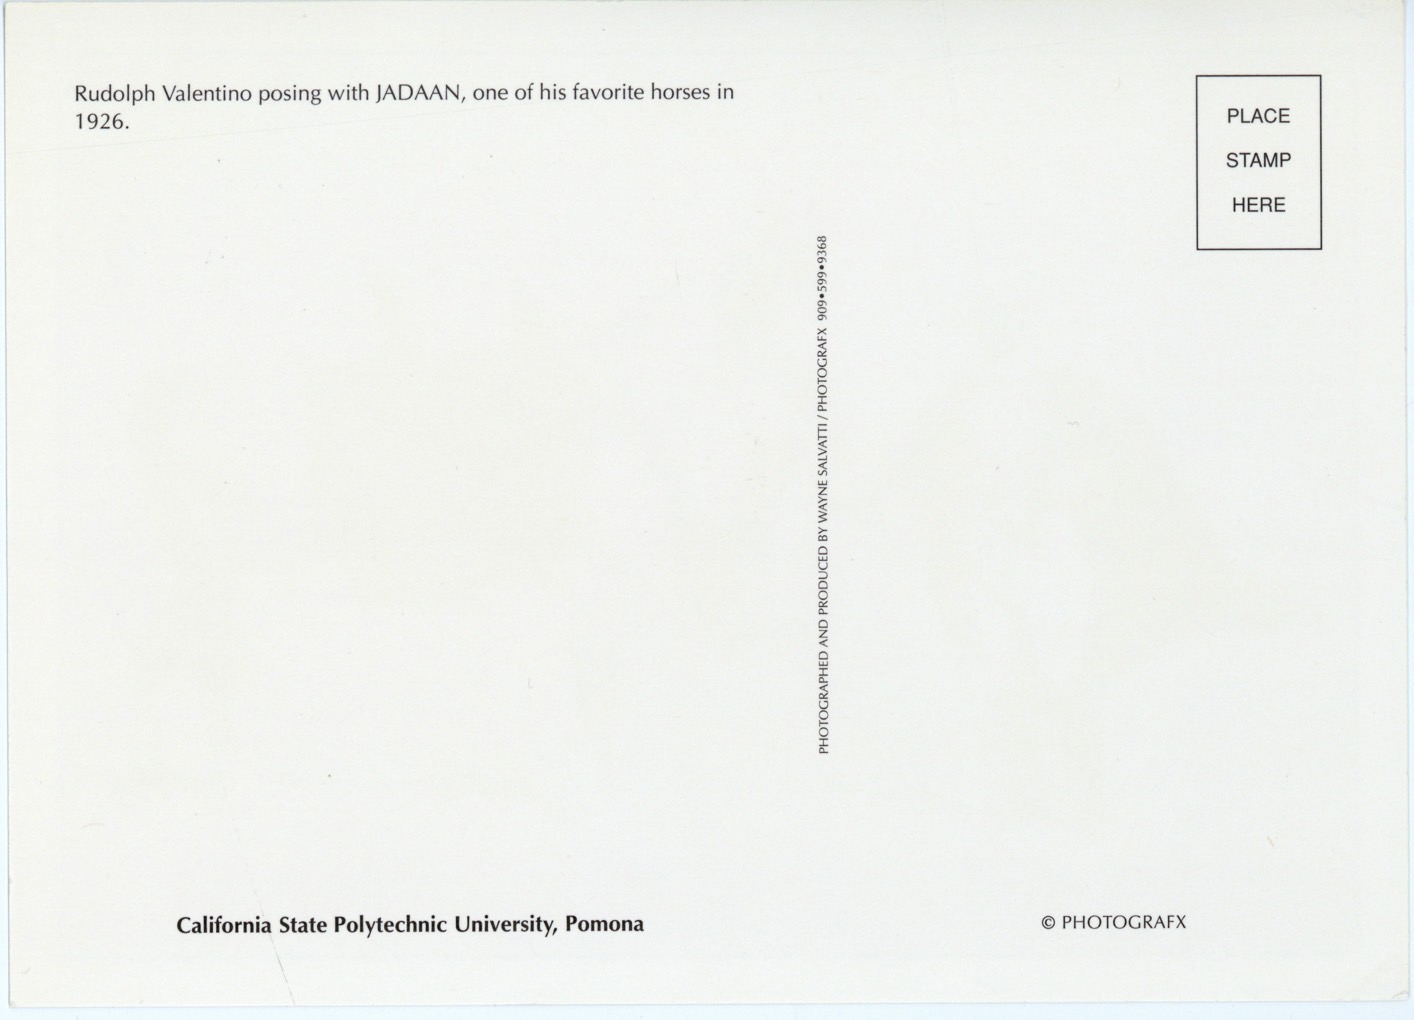 Rudolph Valentino posing with JADAAN, one of his favorite horses in
1926.
PLACE
STAMP
HERE
PHOTOGRAPHED AND PRODUCED BY WAYNE SALVATTI / PHOTOGRAFX 909•599•9368
California State Polytechnic University, Pomona
© PHOTOGRAFX